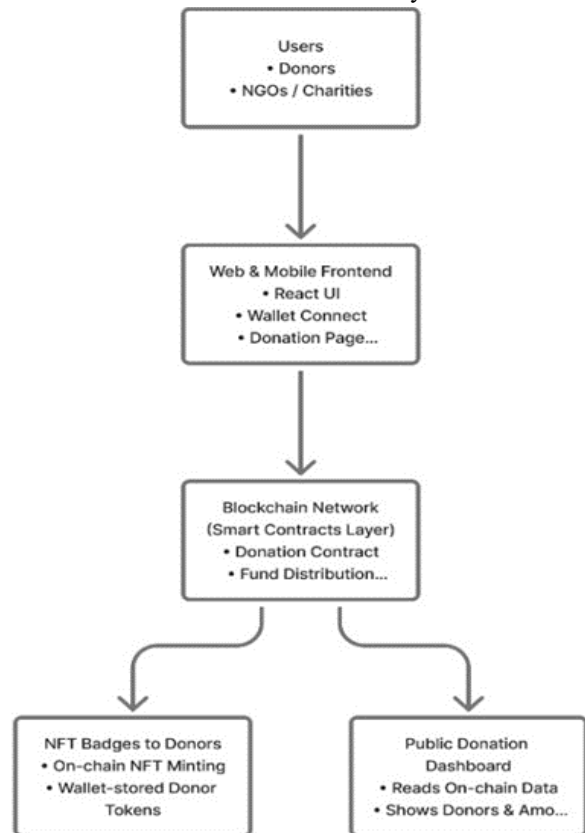 Users
• Donors
• NGOs / Charities
Web & Mobile Frontend
• React UI
• Wallet Connect
• Donation Page...
Blockchain Network
(Smart Contracts Layer)
• Donation Contract
• Fund Distribution...
NFT Badges to Donors
• On-chain NFT Minting
• Wallet-stored Donor
Tokens
Public Donation
Dashboard
• Reads On-chain Data
• Shows Donors & Amo...